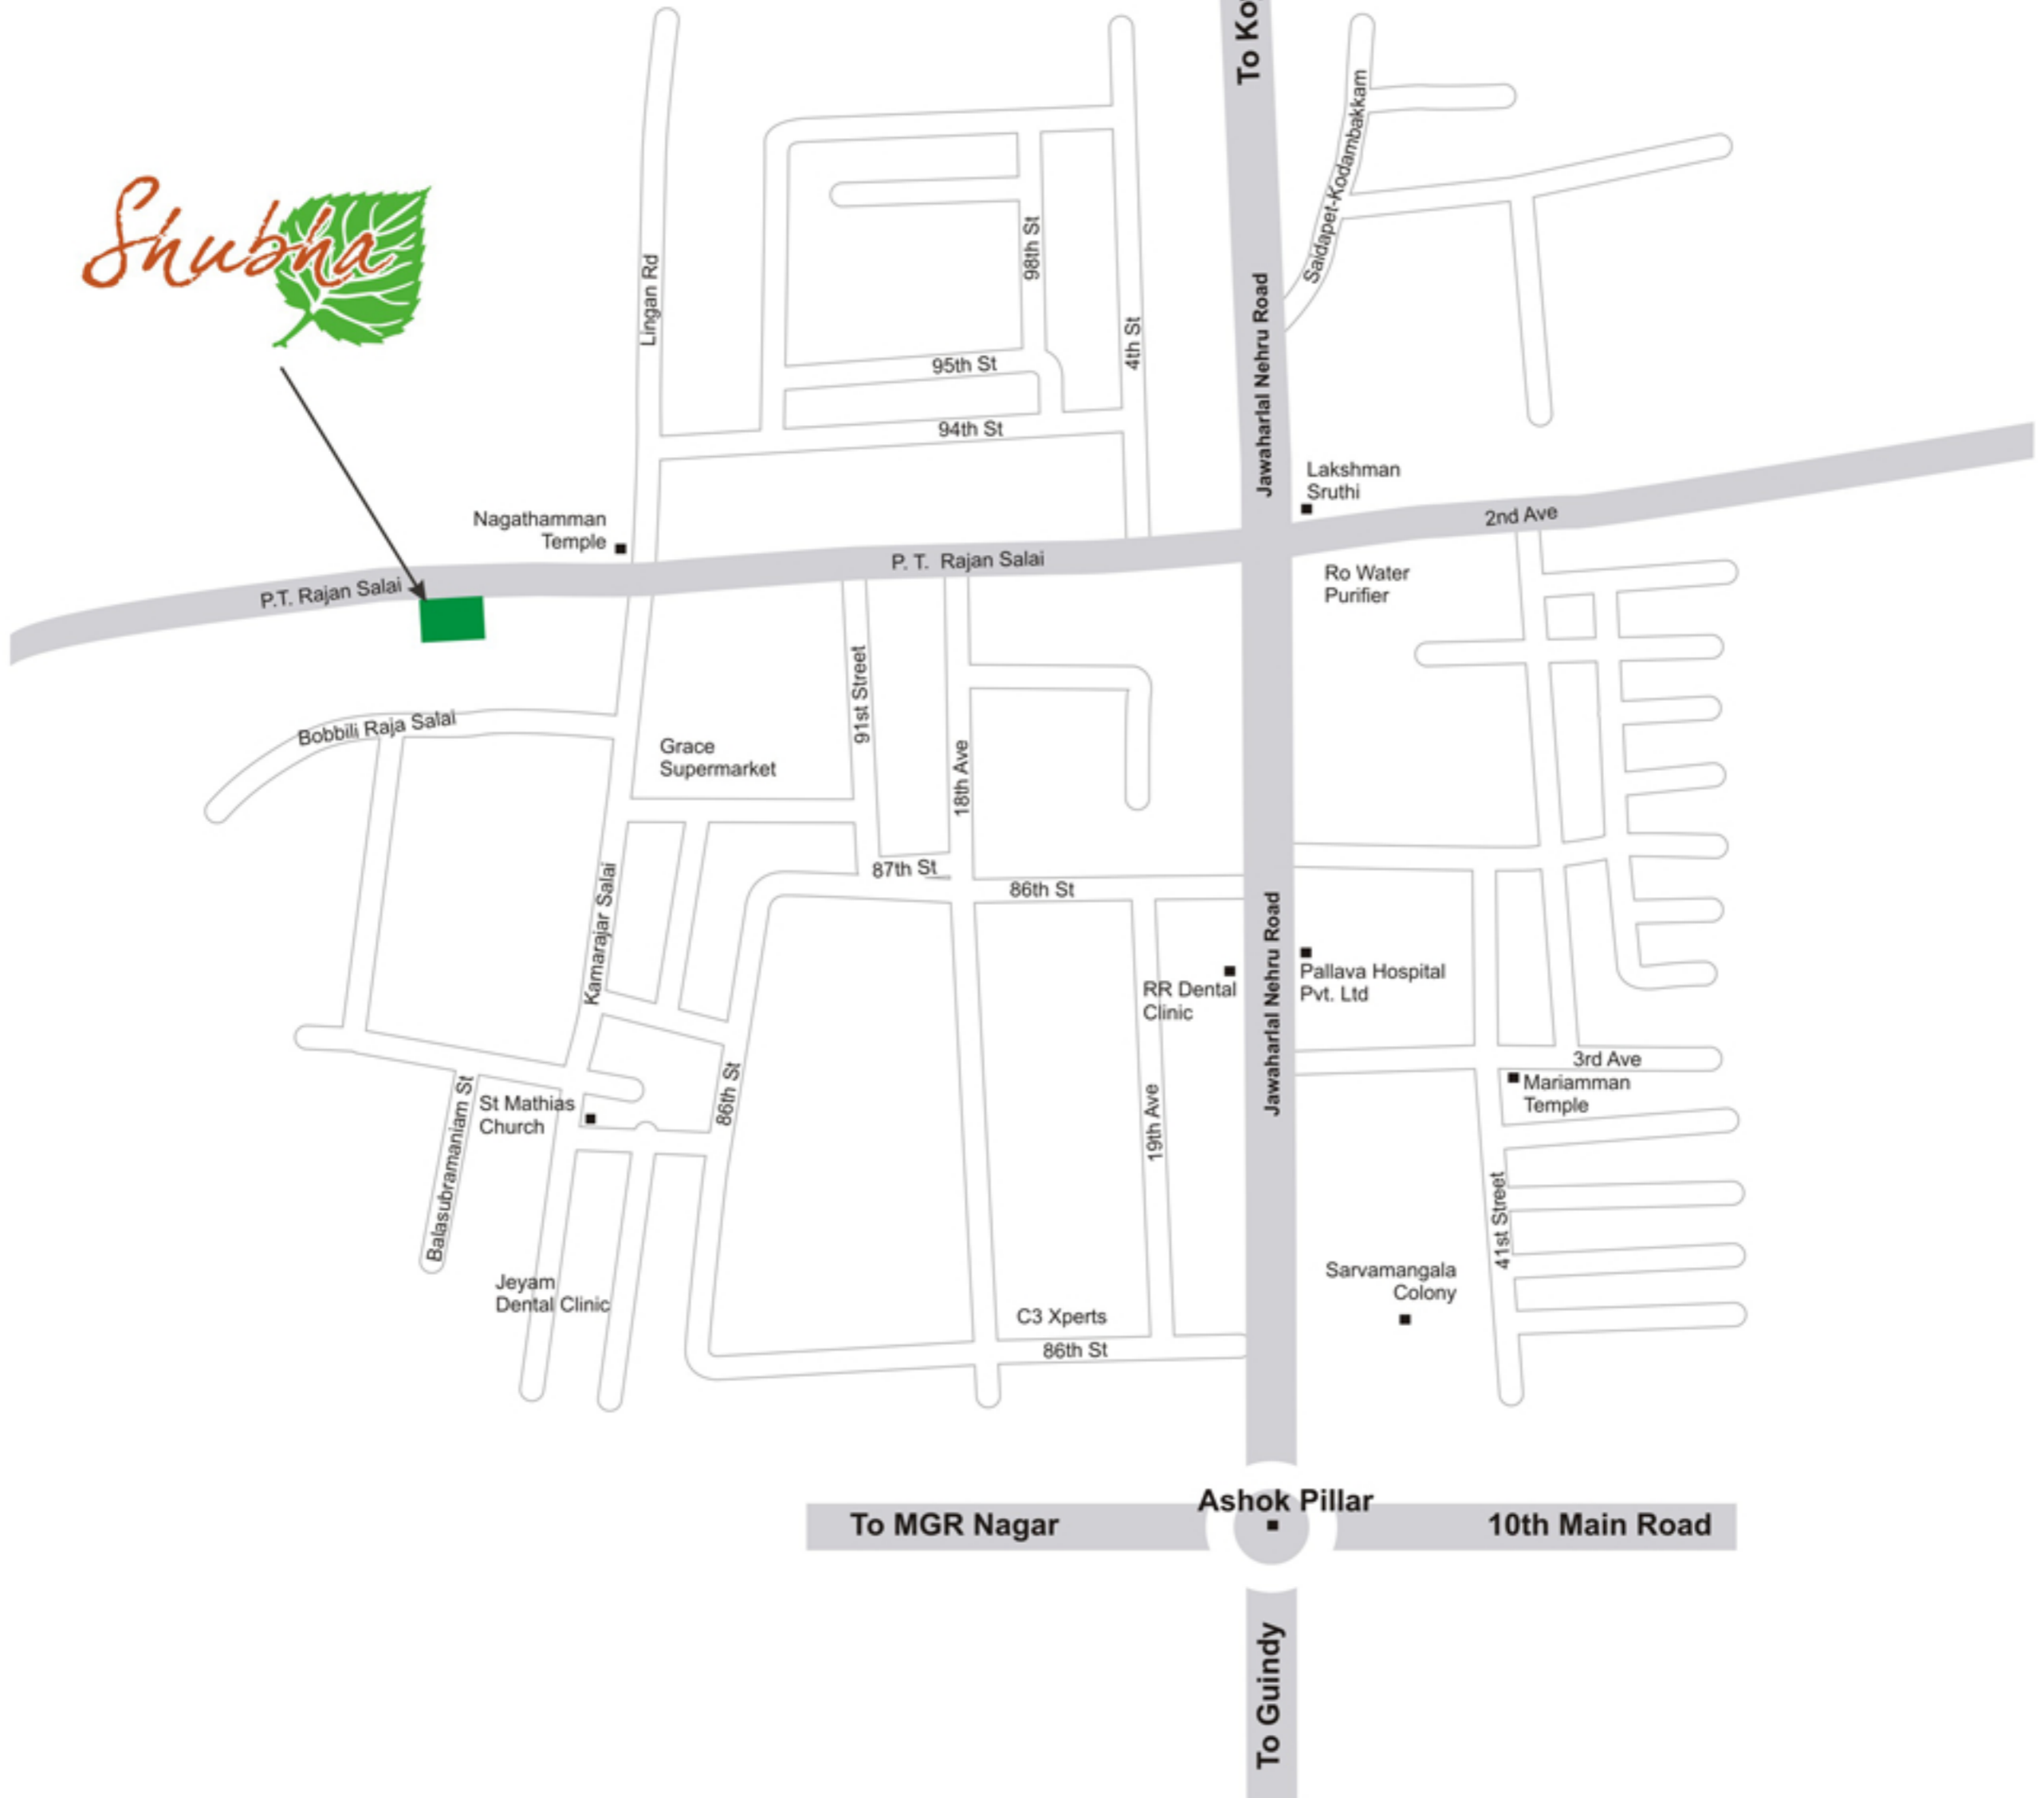 To Ko
Saidapet-Kodambakkam
Shubha
98th St
Lingan Rd
4th St
Jawaharlal Nehru Road
95th St
94th St
Lakshman
Sruthi
Nagathamman
Temple
2nd Ave
P. T. Rajan Salai
P.T. Rajan Salai
Ro Water
Purifier
91st Street
Bobbili Raja Salai
Grace
Supermarket
18th Ave
87th St
86th St
Kamarajar Salai
Jawaharlal Nehru Road
RR Dental
Clinic
Pallava Hospital
Pvt. Ltd
3rd Ave
Mariamman
Temple
86th St
19th Ave
St Mathias
Church
Balasubramaniam St
41st Street
Jeyam
Dental Clinic
Sarvamangala
Colony
C3 Xperts
86th St
Ashok Pillar
To MGR Nagar
10th Main Road
To Guindy